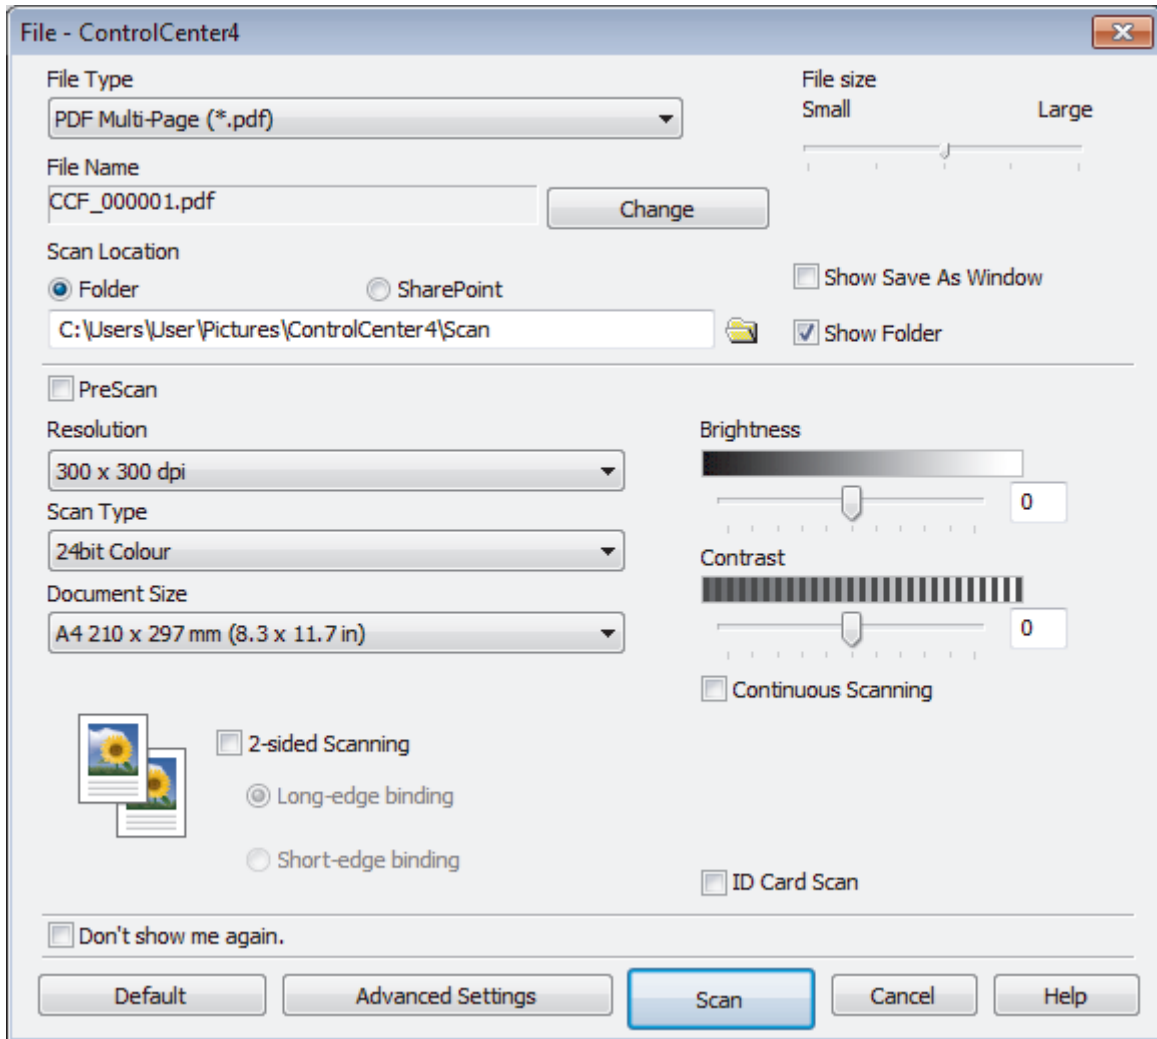 File - ControlCenter4
File Type
PDF Multi-Page (*.pdf)
File size
Small Large
File Name
CCF_000001.pdf
Change
Scan Location
Folder SharePoint
C:\Users\User\Pictures\ControlCenter4\Scan
Show Save As Window
Show Folder
PreScan
Resolution
300 x 300 dpi
Scan Type
24bit Colour
Document Size
A4 210 x 297 mm (8.3 x 11.7 in)
Brightness
0
Contrast
0
Continuous Scanning
2-sided Scanning
Long-edge binding
Short-edge binding
ID Card Scan
Don't show me again.
Default Advanced Settings Scan Cancel Help